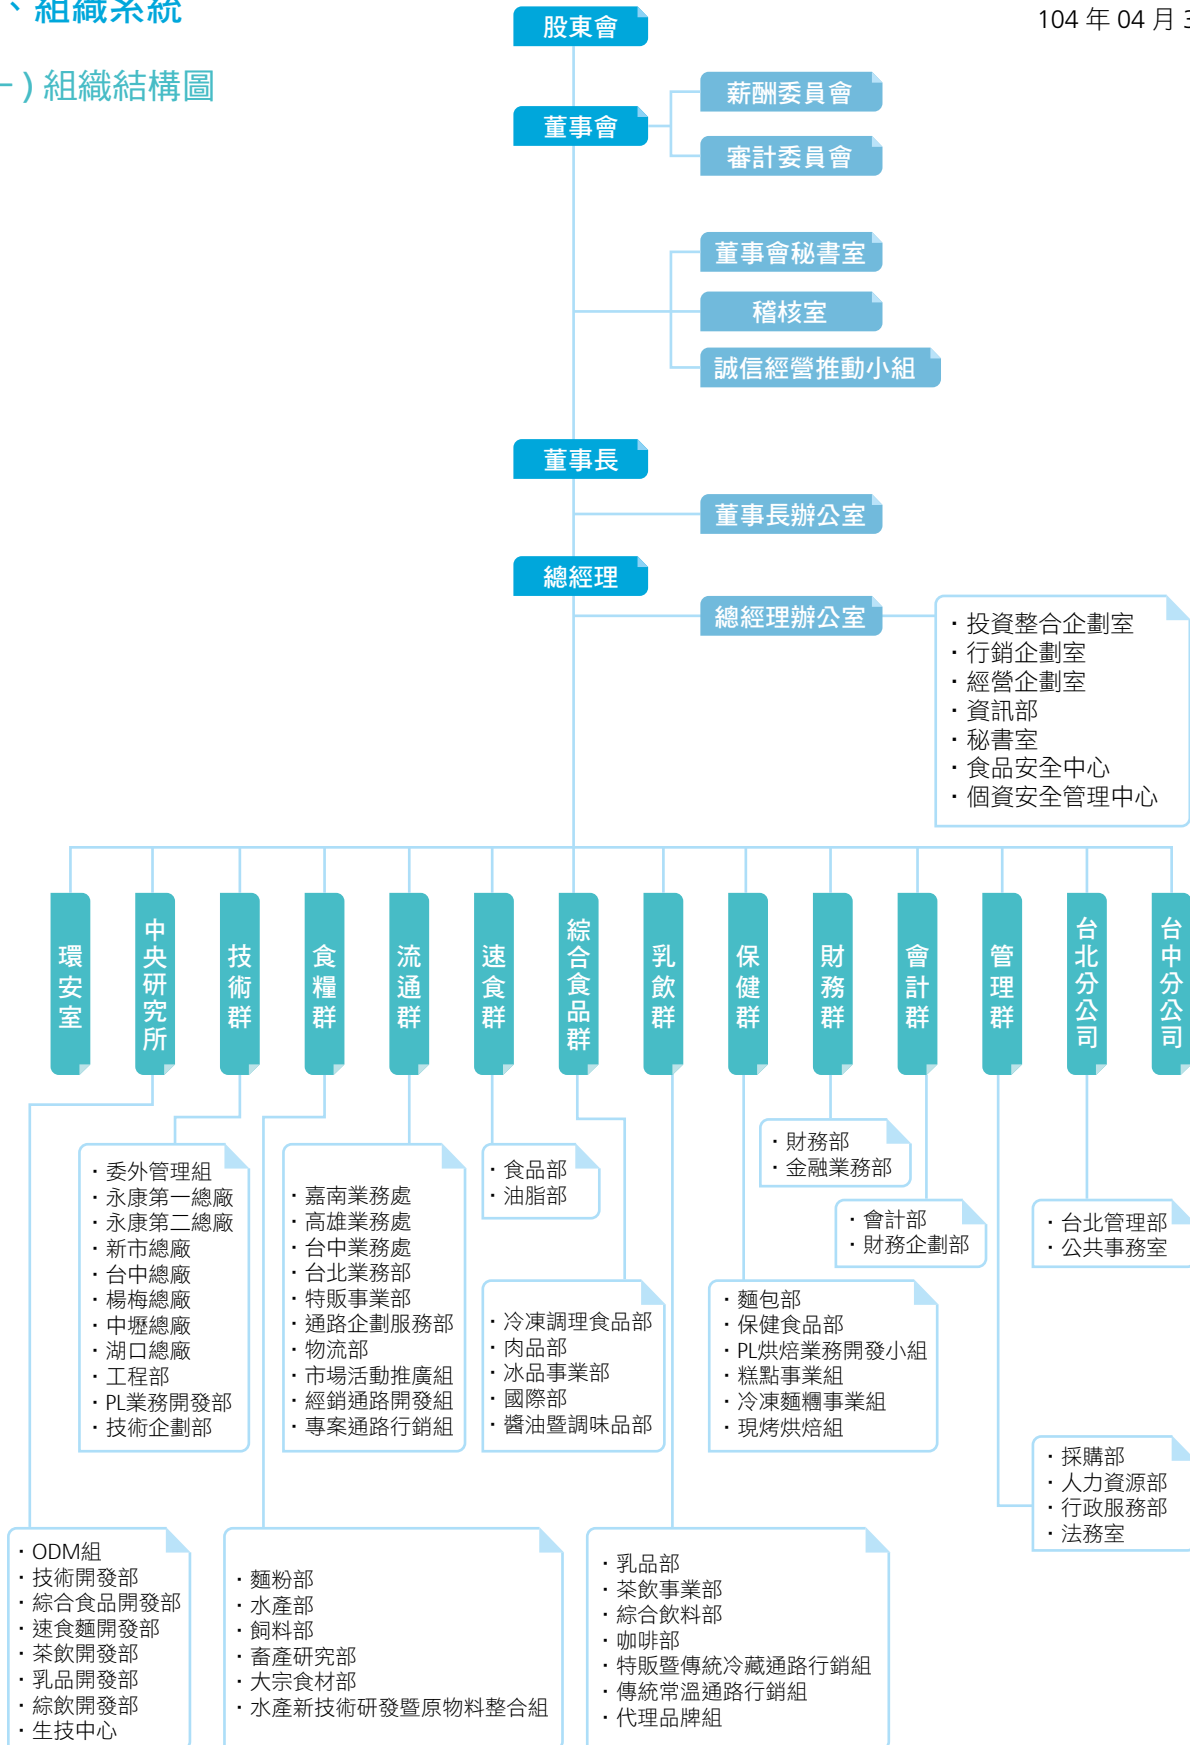 、組織系統
104 年 04 月 3
一 ) 組織結構圖
股東會
董事會
薪酬委員會
審計委員會
董事會秘書室
稽核室
誠信經營推動小組
董事長
董事長辦公室
總經理
總經理辦公室
・投資整合企劃室
・行銷企劃室
・經營企劃室
・資訊部
・秘書室
・食品安全中心
・個資安全管理中心
環安室
中央研究所
技術群
食糧群
流通群
速食群
綜合食品群
乳飲群
保健群
財務群
會計群
管理群
台北分公司
台中分公司
・委外管理組
・永康第一總廠
・永康第二總廠
・新市總廠
・台中總廠
・楊梅總廠
・中壢總廠
・湖口總廠
・工程部
・PL業務開發部
・技術企劃部
・嘉南業務處
・高雄業務處
・台中業務處
・台北業務部
・特販事業部
・通路企劃服務部
・物流部
・市場活動推廣組
・經銷通路開發組
・專案通路行銷組
・食品部
・油脂部
・冷凍調理食品部
・肉品部
・冰品事業部
・國際部
・醬油暨調味品部
・財務部
・金融業務部
・會計部
・財務企劃部
・台北管理部
・公共事務室
・麵包部
・保健食品部
・PL烘焙業務開發小組
・糕點事業組
・冷凍麵糰事業組
・現烤烘焙組
・採購部
・人力資源部
・行政服務部
・法務室
・ODM組
・技術開發部
・綜合食品開發部
・速食麵開發部
・茶飲開發部
・乳品開發部
・綜飲開發部
・生技中心
・麵粉部
・水產部
・飼料部
・畜產研究部
・大宗食材部
・水產新技術研發暨原物料整合組
・乳品部
・茶飲事業部
・綜合飲料部
・咖啡部
・特販暨傳統冷藏通路行銷組
・傳統常溫通路行銷組
・代理品牌組